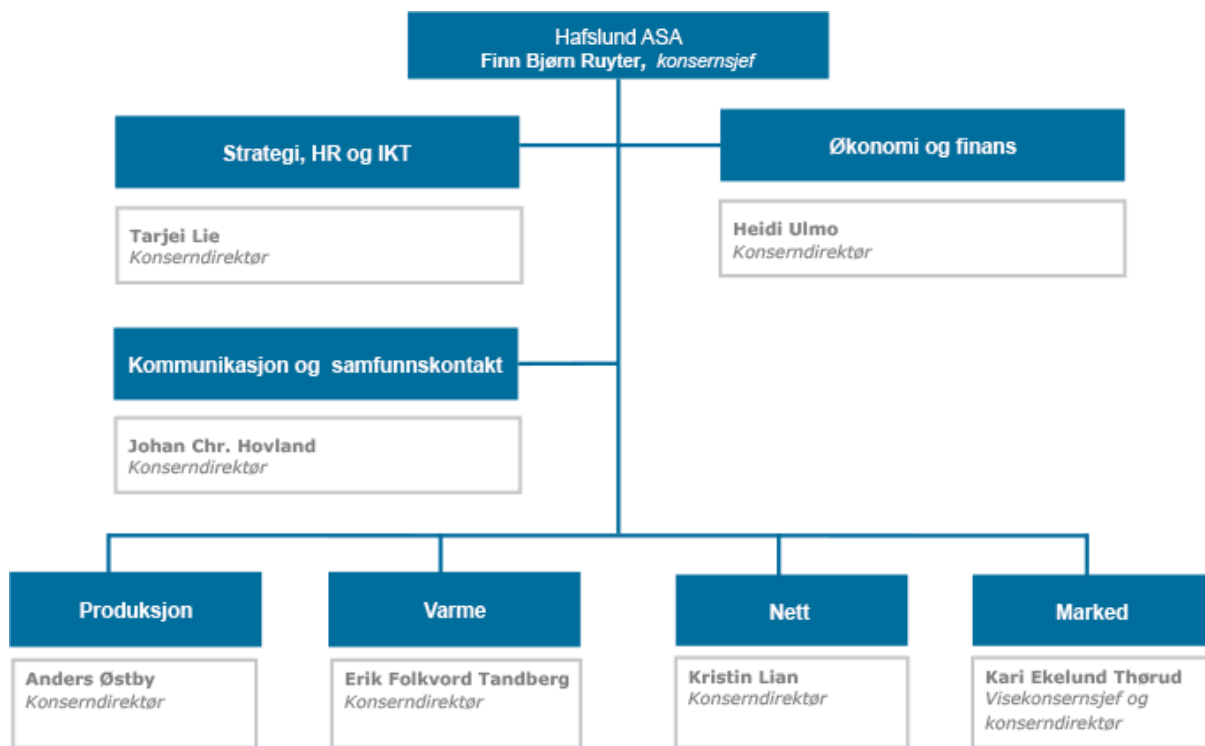 Hafslund ASA
Finn Bjørn Ruyter, konsernsjef
Strategi, HR og IKT
Økonomi og finans
Tarjei Lie
Konserndirektør
Heidi Ulmo
Konserndirektør
Kommunikasjon og samfunnskontakt
Johan Chr. Hovland
Konserndirektør
Produksjon
Varme
Nett
Marked
Anders Østby
Konserndirektør
Erik Folkvord Tandberg
Konserndirektør
Kristin Lian
Konserndirektør
Kari Ekelund Thørud
Visekonsernsjef og
konserndirektør